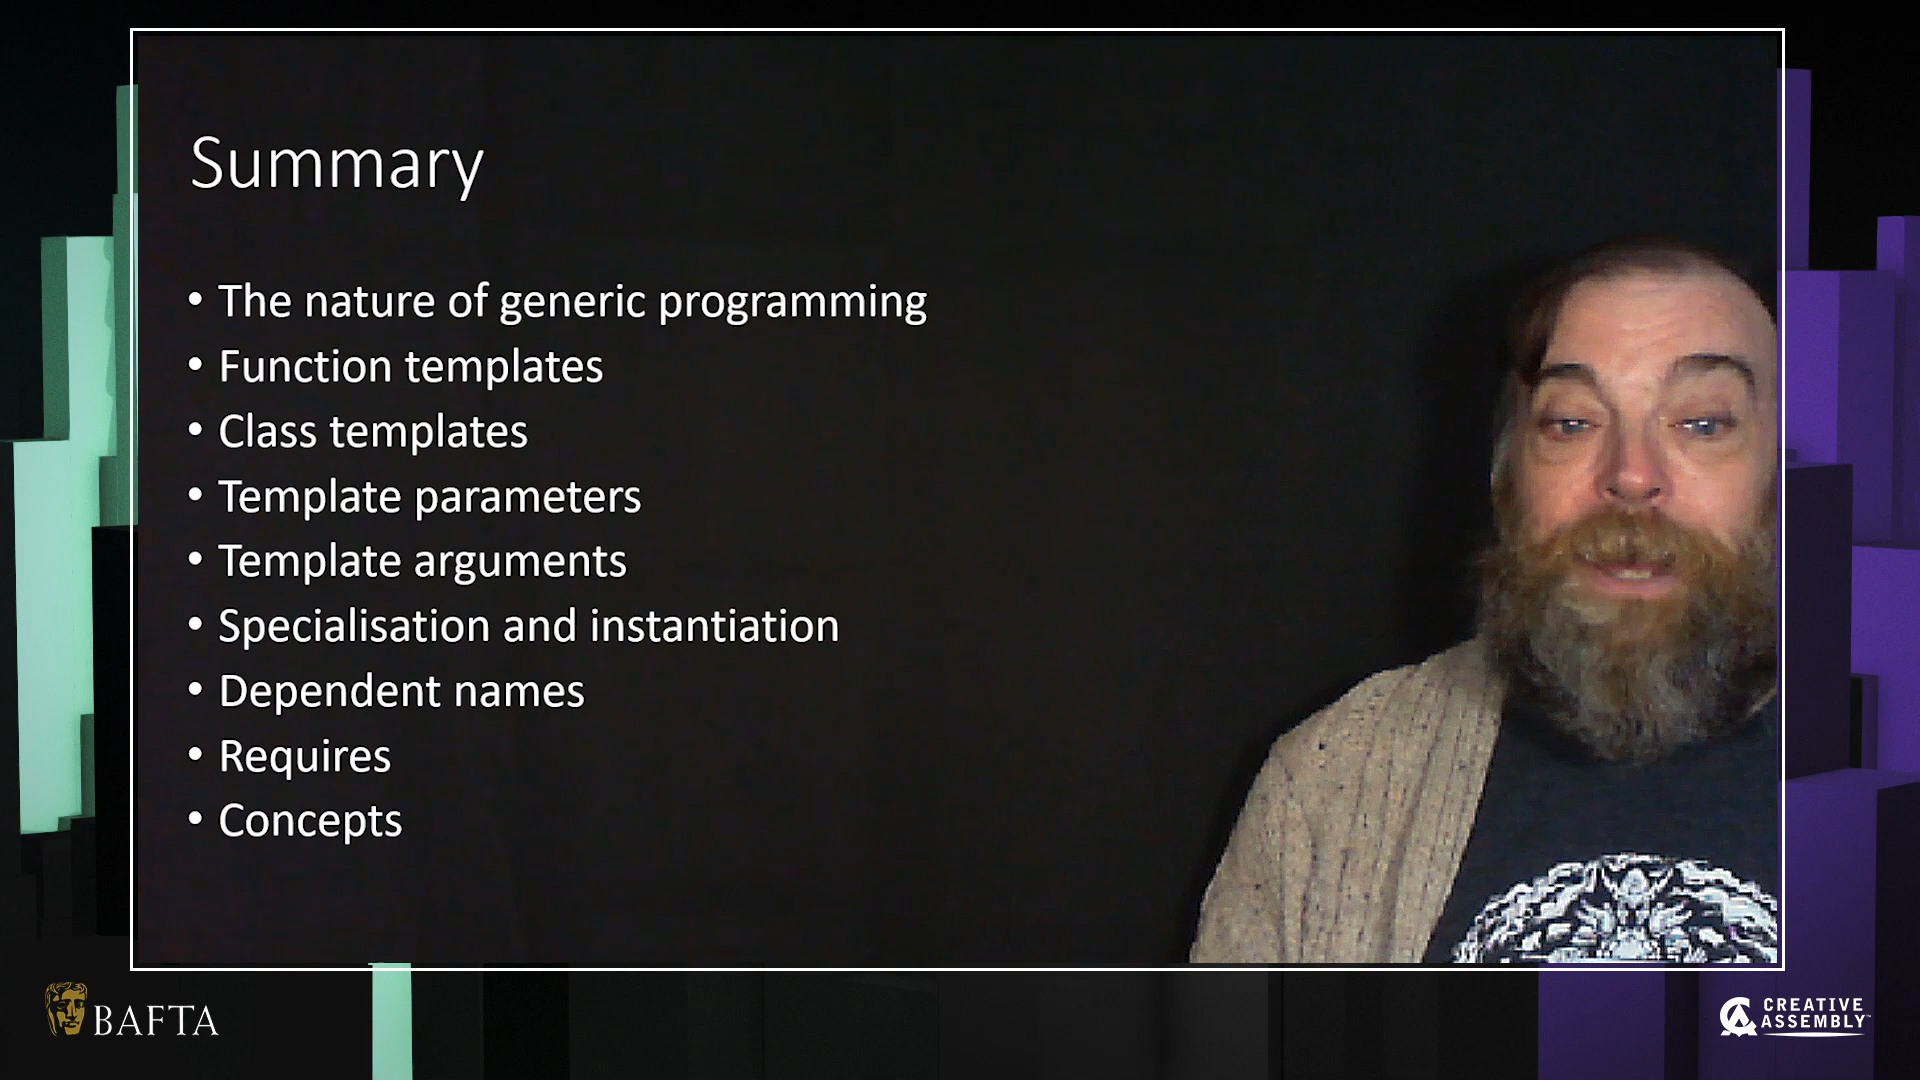 Summary
• The nature of generic programming
• Function templates
• Class templates
• Template parameters
• Template arguments
• Specialisation and instantiation
• Dependent names
• Requires
• Concepts
BAFTA
CREATIVE
ASSEMBLY™